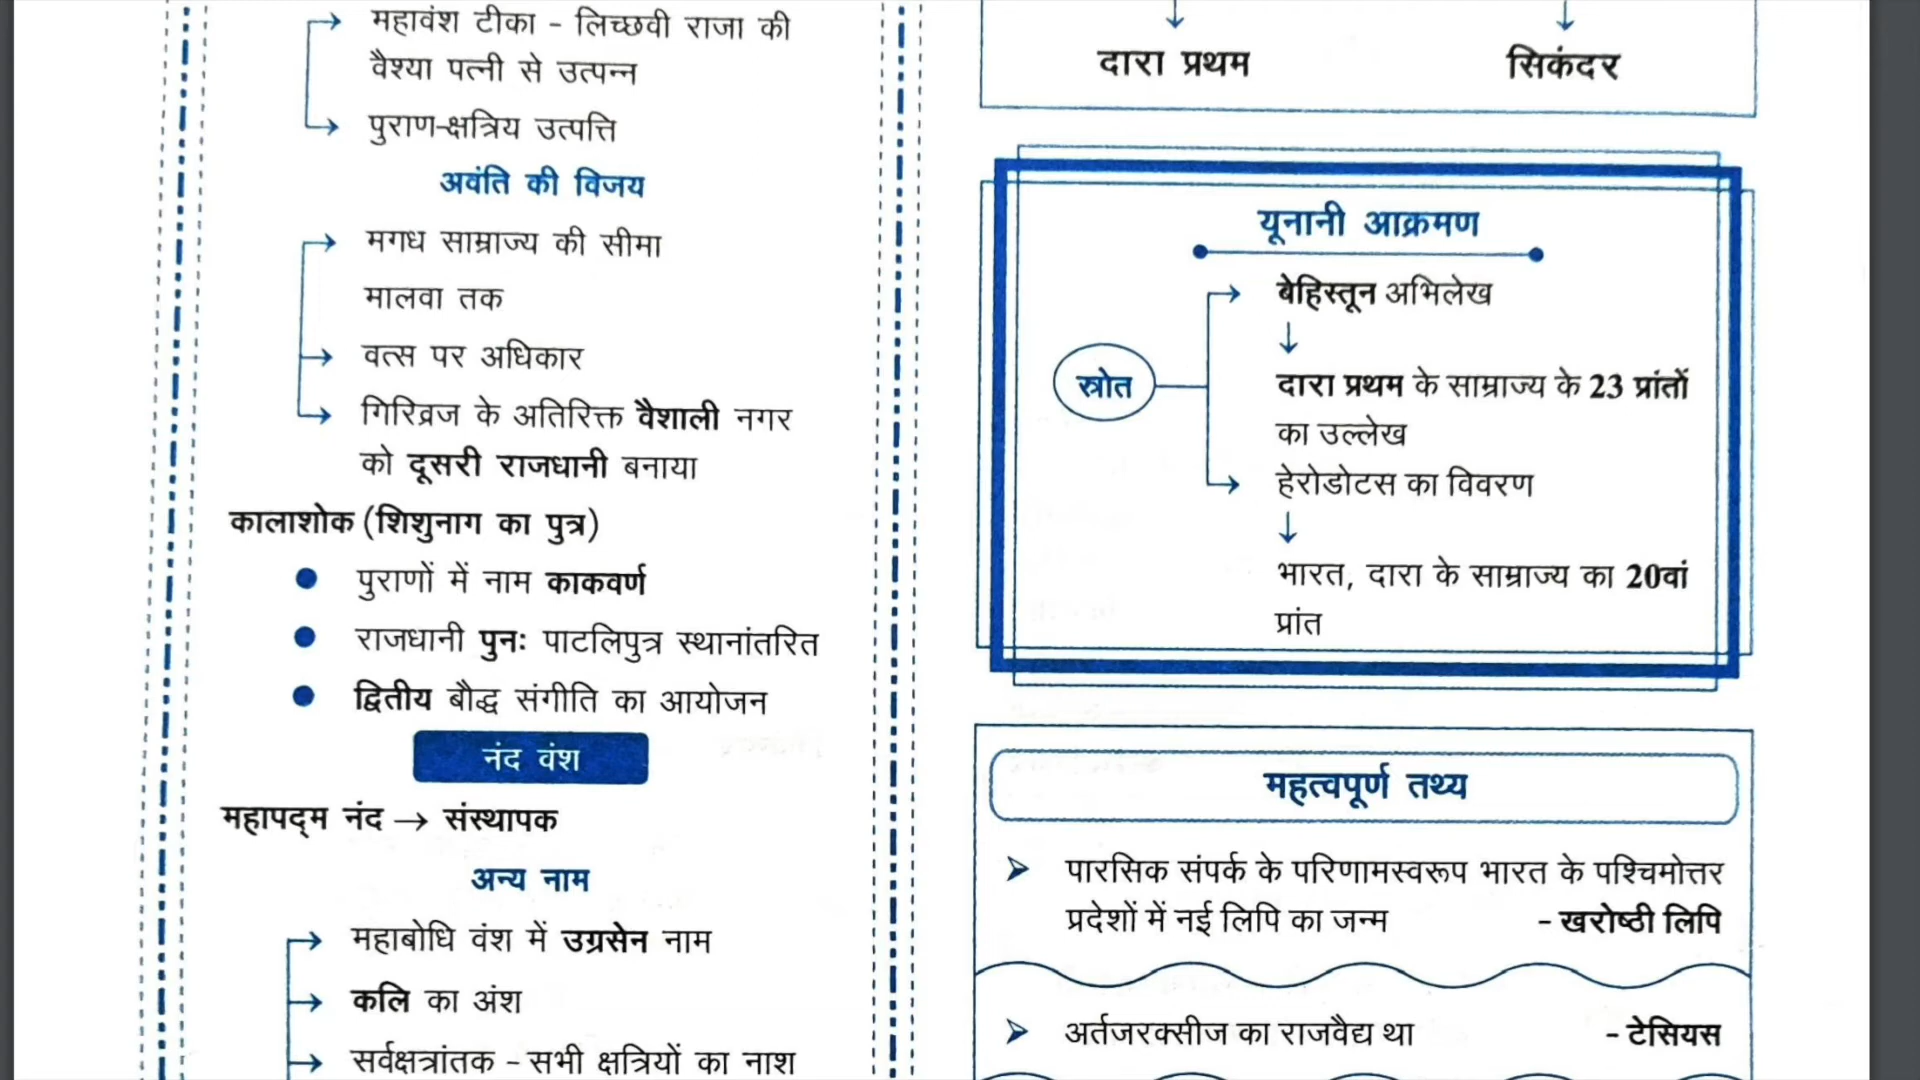 महावंश टीका - लिच्छवी राजा की
वैश्या पत्नी से उत्पन्न
पुराण-क्षत्रिय उत्पत्ति
अवंति की विजय
मगध साम्राज्य की सीमा
मालवा तक
वत्स पर अधिकार
गिरिव्रज के अतिरिक्त वैशाली नगर
को दूसरी राजधानी बनाया
कालाशोक (शिशुनाग का पुत्र)
पुराणों में नाम काकवर्ण
राजधानी पुनः पाटलिपुत्र स्थानांतरित
द्वितीय बौद्ध संगीति का आयोजन
नंद वंश
महापद्म नंद → संस्थापक
अन्य नाम
महाबोधि वंश में उग्रसेन नाम
कलि का अंश
सर्वक्षत्रांतक - सभी क्षत्रियों का नाश
दारा प्रथम
सिकंदर
यूनानी आक्रमण
स्रोत
बेहिस्तून अभिलेख
दारा प्रथम के साम्राज्य के 23 प्रांतों
का उल्लेख
हेरोडोटस का विवरण
भारत, दारा के साम्राज्य का 20वां
प्रांत
महत्वपूर्ण तथ्य
पारसिक संपर्क के परिणामस्वरूप भारत के पश्चिमोत्तर
प्रदेशों में नई लिपि का जन्म - खरोष्ठी लिपि
अर्तजरक्सीज का राजवैद्य था - टेसियस